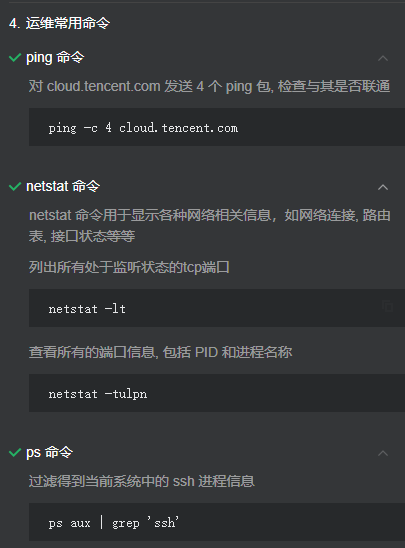 4. 运维常用命令
ping 命令
对 cloud.tencent.com 发送 4 个 ping 包, 检查与其是否联通
ping -c 4 cloud.tencent.com
netstat 命令
netstat 命令用于显示各种网络相关信息，如网络连接, 路由
表, 接口状态等等
列出所有处于监听状态的tcp端口
netstat -lt
查看所有的端口信息, 包括 PID 和进程名称
netstat -tulpn
ps 命令
过滤得到当前系统中的 ssh 进程信息
ps aux | grep 'ssh'